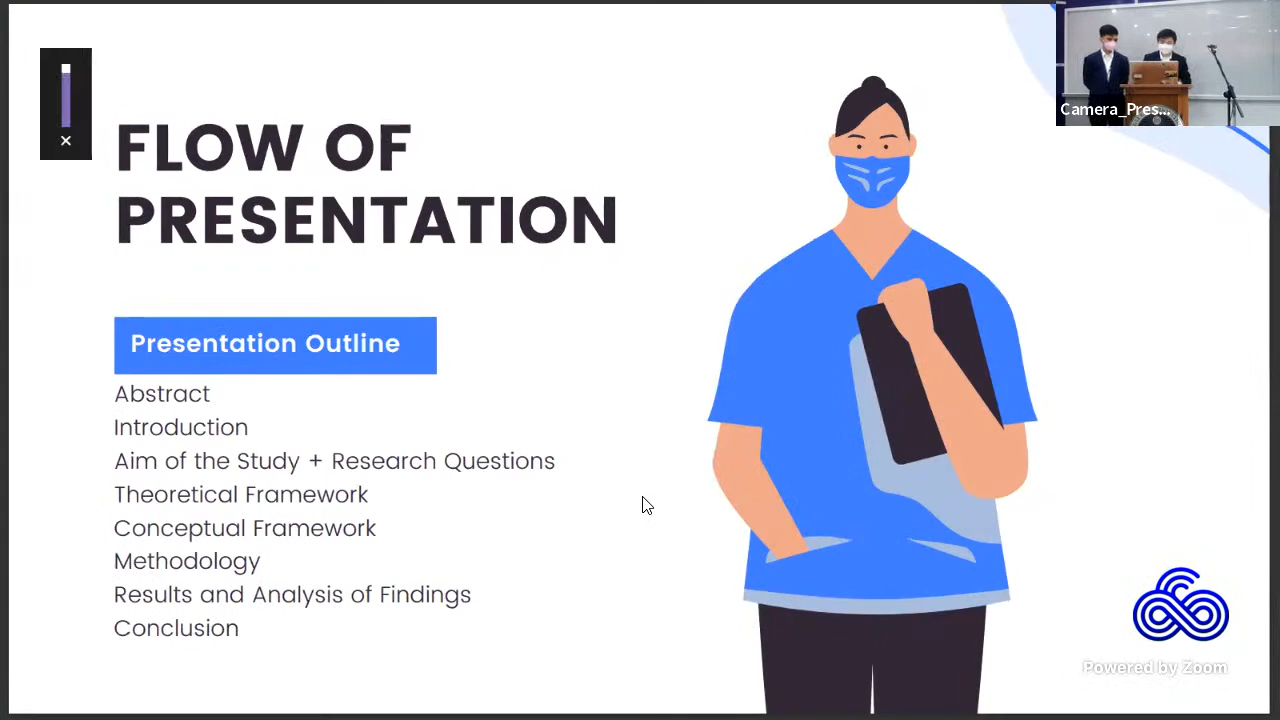 Camera_Pres...
FLOW OF
PRESENTATION
Presentation Outline
Abstract
Introduction
Aim of the Study + Research Questions
Theoretical Framework
Conceptual Framework
Methodology
Results and Analysis of Findings
Conclusion
Powered by Zoom